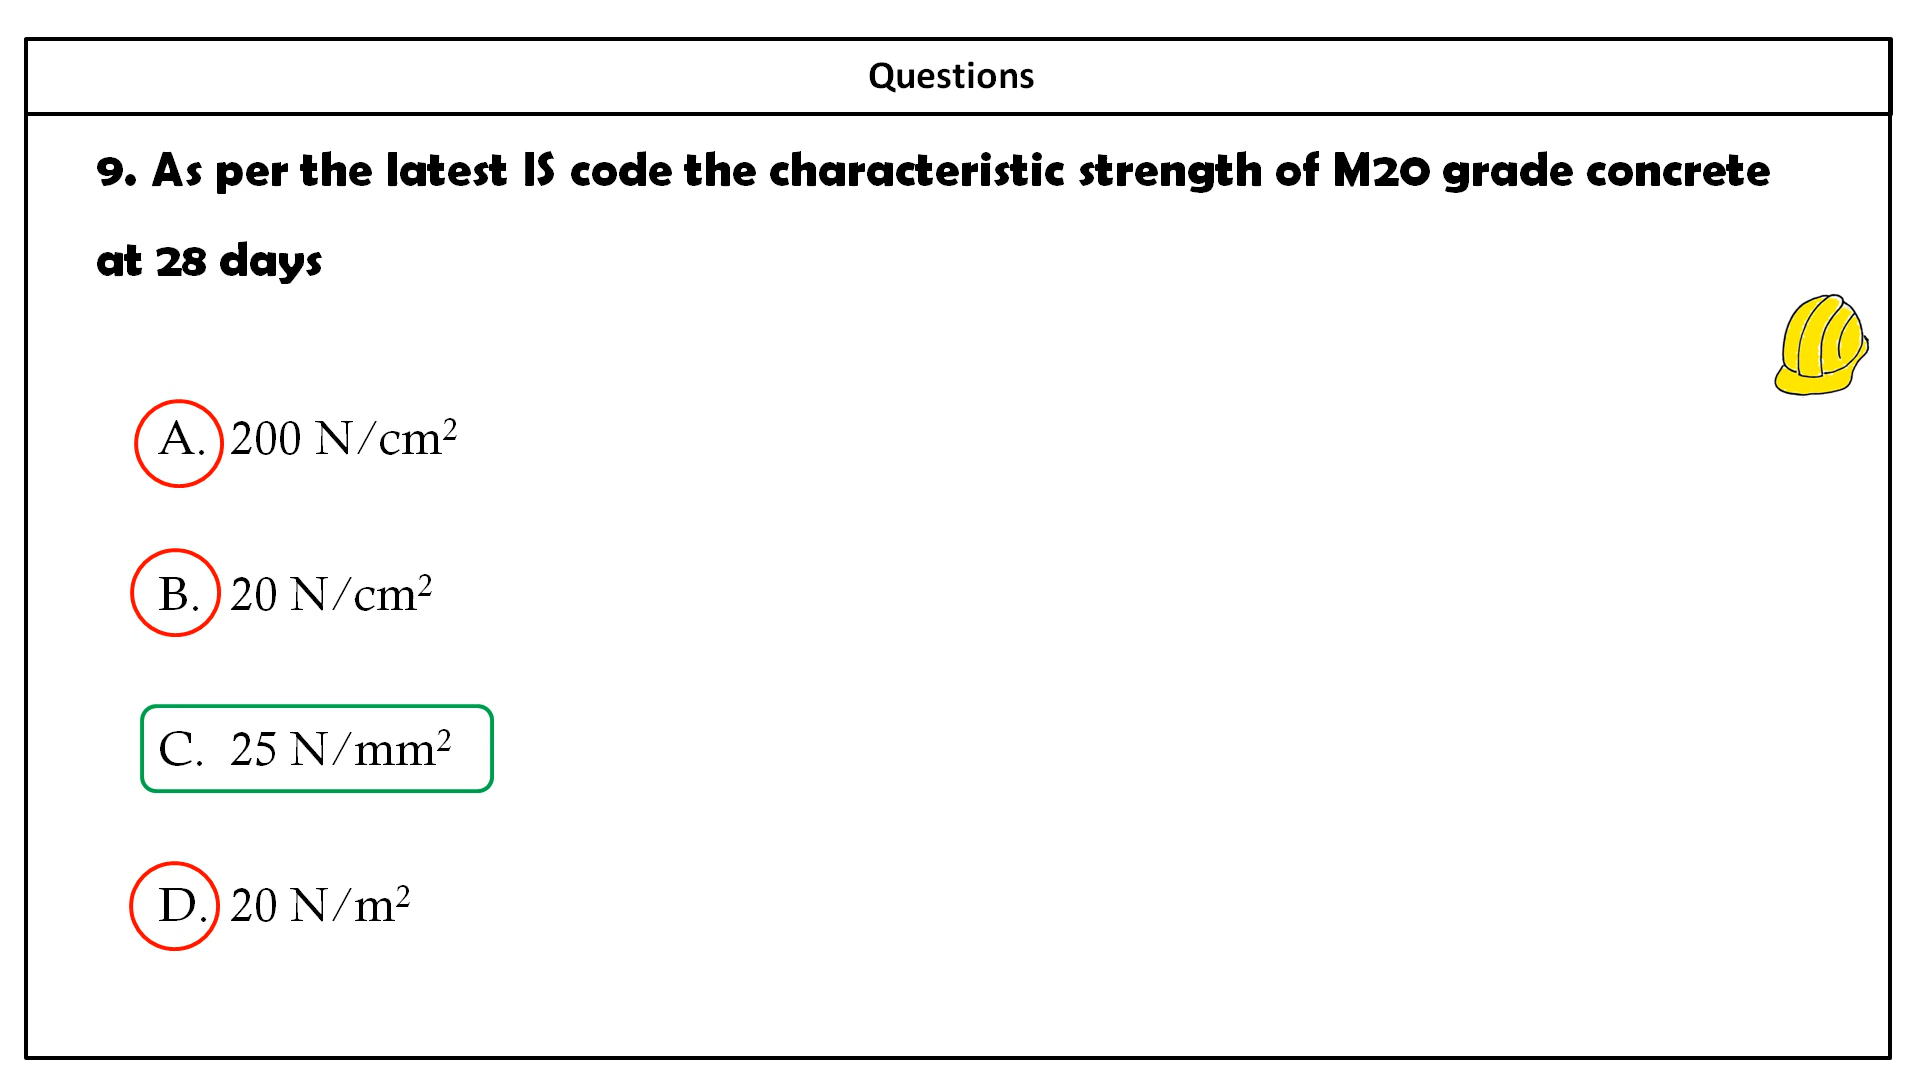 Questions
9. As per the latest IS code the characteristic strength of M20 grade concrete
at 28 days
A. 200 N/cm²
B. 20 N/cm²
C. 25 N/mm²
D. 20 N/m²